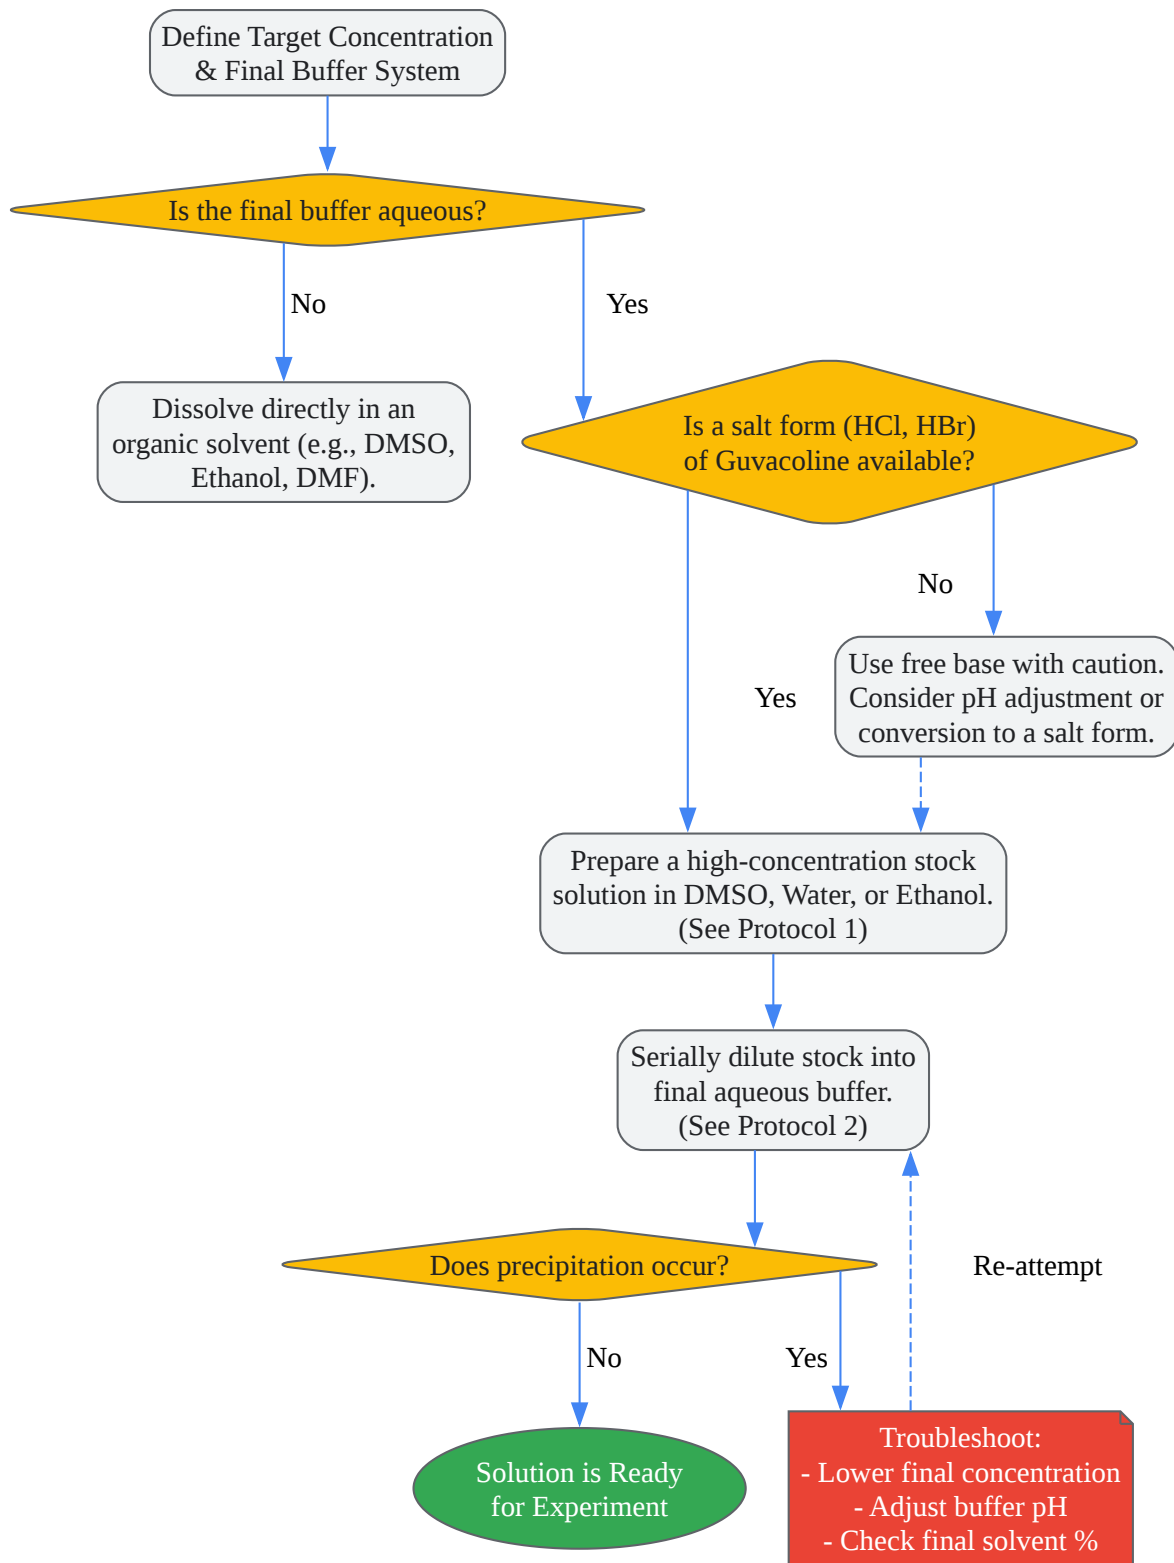 Define Target Concentration
& Final Buffer System
Is the final buffer aqueous?
No
Yes
Dissolve directly in an
organic solvent (e.g., DMSO,
Ethanol, DMF).
Is a salt form (HCl, HBr)
of Guvacoline available?
No
Yes
Use free base with caution.
Consider pH adjustment or
conversion to a salt form.
Prepare a high-concentration stock
solution in DMSO, Water, or Ethanol.
(See Protocol 1)
Serially dilute stock into
final aqueous buffer.
(See Protocol 2)
Does precipitation occur?
Re-attempt
No
Yes
Solution is Ready
for Experiment
Troubleshoot:
- Lower final concentration
- Adjust buffer pH
- Check final solvent %